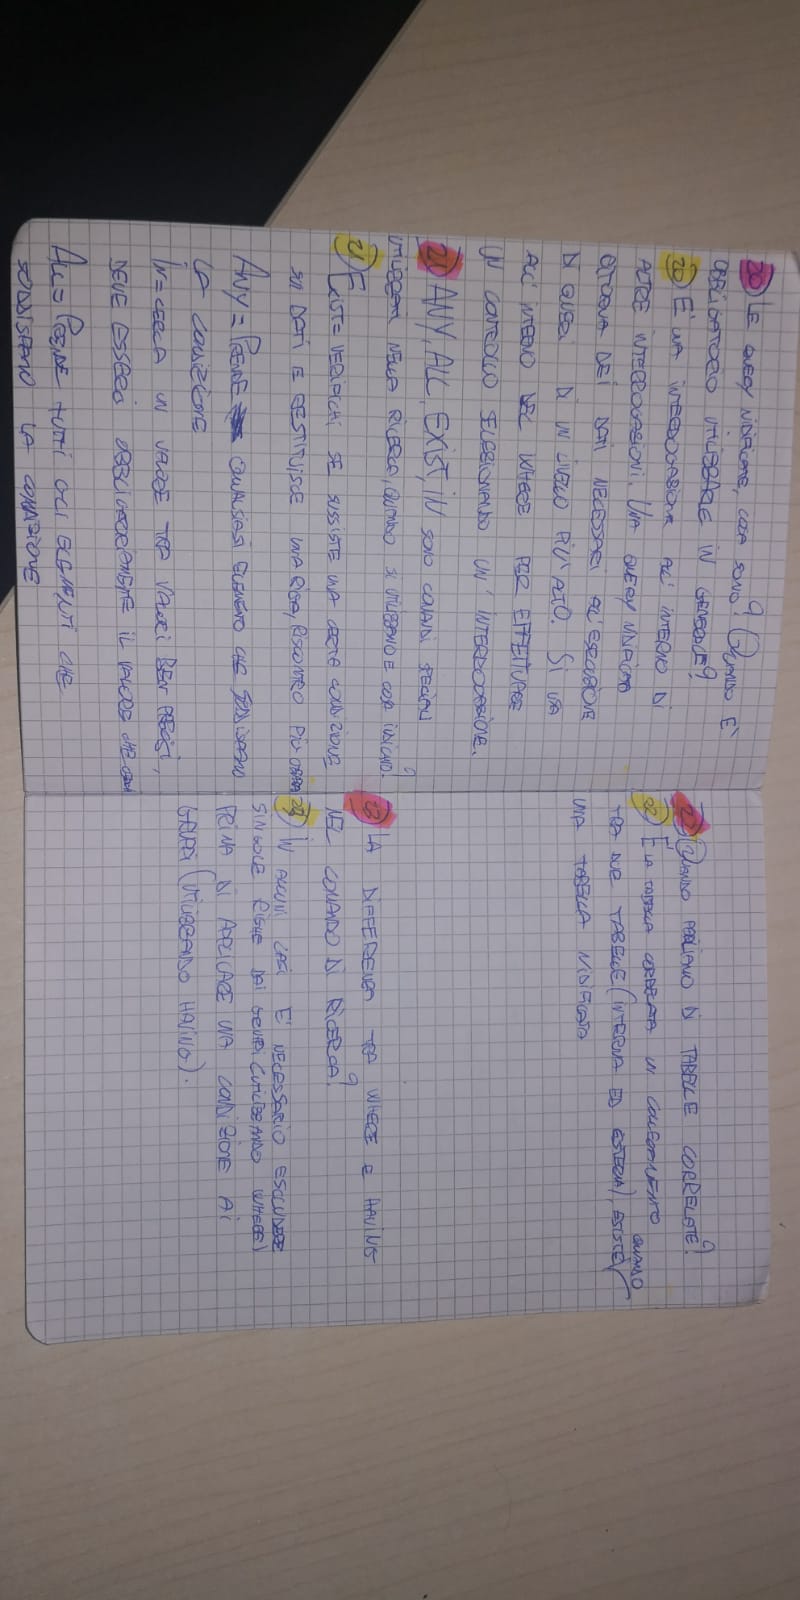 20) LE QUERY NIDIFICATE, COSA SONO? QUANDO E'
OBBLIGATORIO UTILIZZARLE IN GENERALE?
20) E' UNA INTERROGAZIONE ALL' INTERNO DI
ALTRE INTERROGAZIONI. UNA QUERY NIDIFICATA
RITORNA DEI DATI NECESSARI ALL'ESECUZIONE
DI QUERY DI UN LIVELLO PIU' ALTO. SI USA
ALL' INTERNO DEL WHERE PER EFFETTUARE
UN CONTROLLO SELEZIONANDO UN' INTERROGAZIONE.
21) ANY, ALL, EXIST, IN SONO COMANDI SPECIALI
UTILIZZATI NELLA RICERCA, QUANDO SI UTILIZZANO E COSA INDICANO?
21) EXIST= VERIFICHI SE SUSSISTE UNA CERTA CONDIZIONE
SUI DATI E RESTITUISCE UNA RIGA, RISCONTRO PIÙ
ANY = PRENDE QUALSIASI ELEMENTO CHE SODDISFANO
LA CONDIZIONE
IN= CERCA UN VALORE TRA VALORI BEN PRECISI,
DEVE ESSERCI OBBLIGATORIAMENTE IL VALORE CHE
ALL= PRENDE TUTTI GLI ELEMENTI CHE
SODDISFANO LA CONDIZIONE
22) QUANDO PARLIAMO DI TABELLE CORRELATE?
22) È LA TABELLA CORRELATA UN COLLEGAMENTO
TRA DUE TABELLE (INTERNA ED ESTERNA), QUANDO ESISTE
UNA TABELLA NIDIFICATA
23 LA DIFFERENZA TRA WHERE E HAVING
NEL COMANDO DI RICERCA?
23) IN ALCUNI CASI E' NECESSARIO ESCLUDERE
SINGOLE RIGHE DAI GRUPPI (UTILIZZANDO WHERE)
PRIMA DI APPLICARE UNA CONDIZIONE AI
GRUPPI (UTILIZZANDO HAVING).